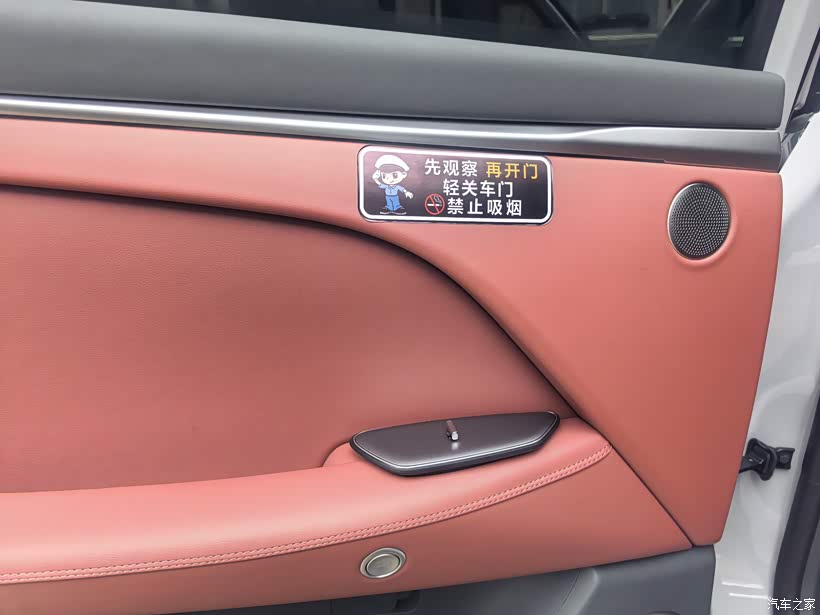 先观察 再开门
轻关车门
禁止吸烟
汽车之家